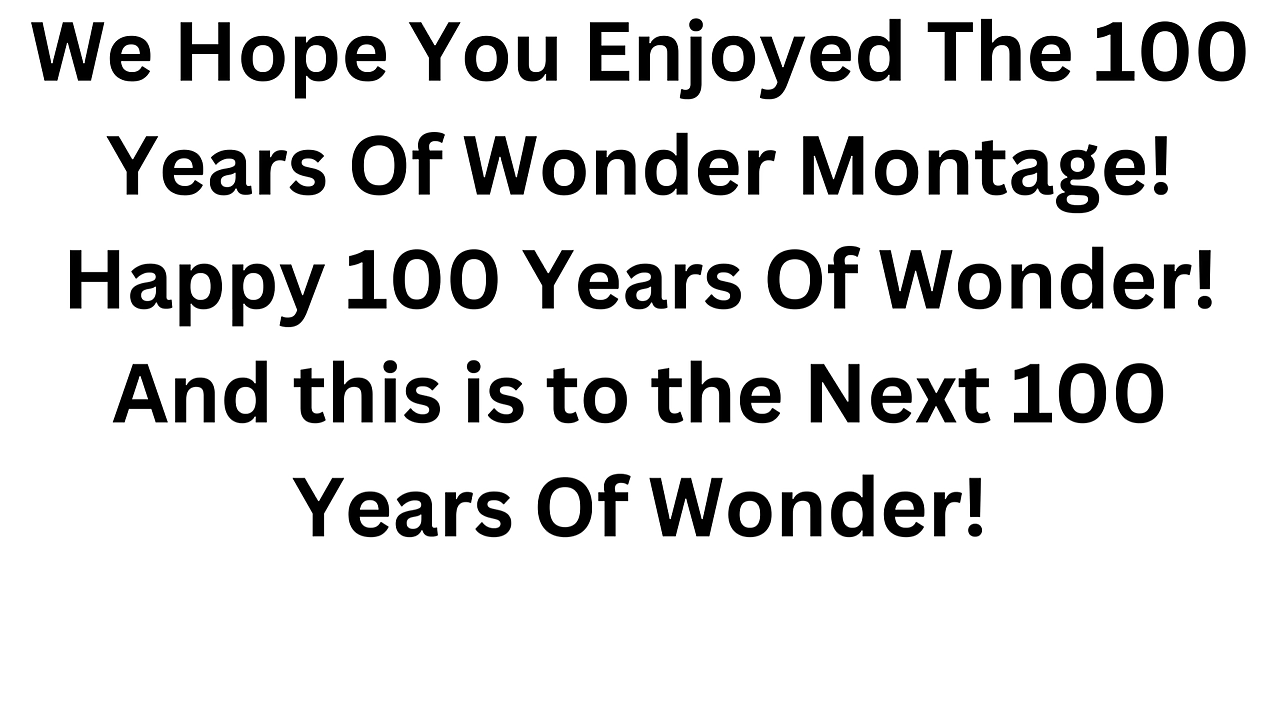 We Hope You Enjoyed The 100
Years Of Wonder Montage!
Happy 100 Years Of Wonder!
And this is to the Next 100
Years Of Wonder!